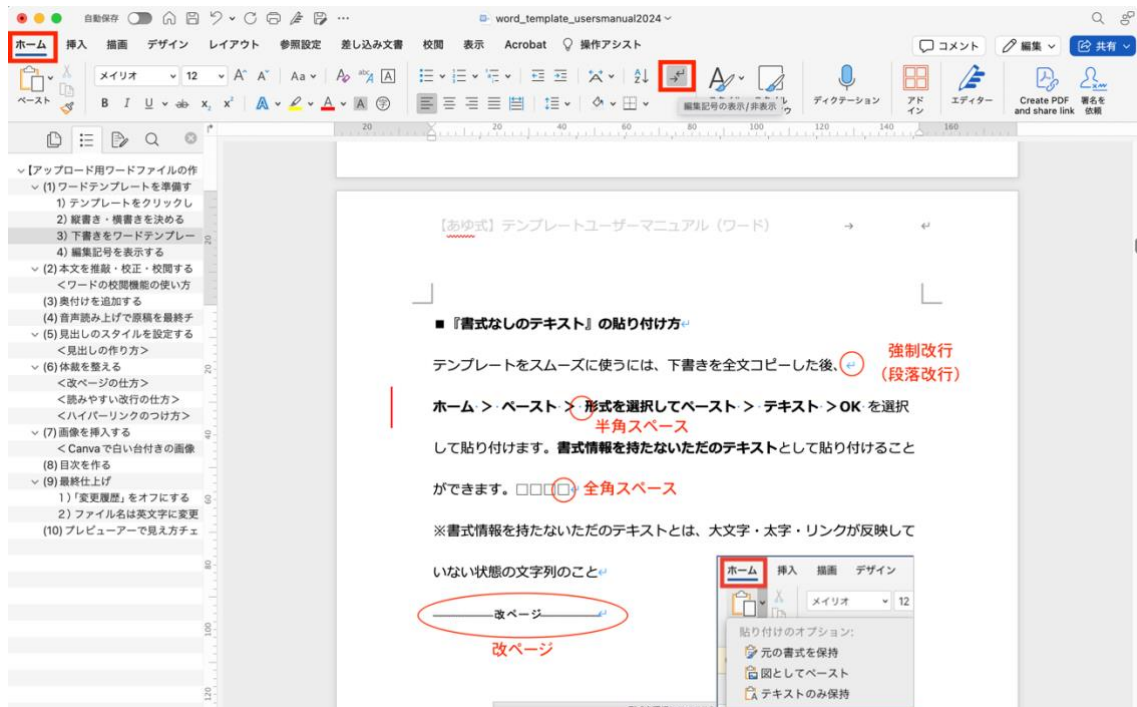 自動保存
word_template_usersmanual2024
ホーム 挿入 描画 デザイン レイアウト 参照設定 差し込み文書 校閲 表示 Acrobat 操作アシスト
コメント 編集 共有
ペースト
メイリオ 12
編集記号の表示/非表示
ディクテーション
アドイン
エディター
Create PDF and share link
署名を依頼
20 20 40 60 80 100 120 140 160
【アップロード用ワードファイルの作
(1) ワードテンプレートを準備す
1) テンプレートをクリックし
2) 縦書き・横書きを決める
3) 下書きをワードテンプレー
4) 編集記号を表示する
(2) 本文を推敲・校正・校閲する
<ワードの校閲機能の使い方
(3) 奥付けを追加する
(4) 音声読み上げで原稿を最終チ
(5) 見出しのスタイルを設定する
<見出しの作り方>
(6) 体裁を整える
<改ページの仕方>
<読みやすい改行の仕方>
<ハイパーリンクのつけ方>
(7) 画像を挿入する
< Canvaで白い台付きの画像
(8) 目次を作る
(9) 最終仕上げ
1)「変更履歴」をオフにする
2) ファイル名は英文字に変更
(10) プレビューアーで見え方チェ
20
20
40
60
80
100
120
【あゆ式】テンプレートユーザーマニュアル(ワード) → ↵
■『書式なしのテキスト』の貼り付け方↵
テンプレートをスムーズに使うには、下書きを全文コピーした後、↵
強制改行
(段落改行)
ホーム > ペースト > 形式を選択してペースト > テキスト > OK を選択
半角スペース
して貼り付けます。書式情報を持たないただのテキストとして貼り付けること
ができます。□□□□↵
全角スペース
※書式情報を持たないただのテキストとは、大文字・太字・リンクが反映して
いない状態の文字列のこと↵
改ページ↵
改ページ
ホーム 挿入 描画 デザイン
メイリオ 12
貼り付けのオプション:
元の書式を保持
図としてペースト
テキストのみ保持